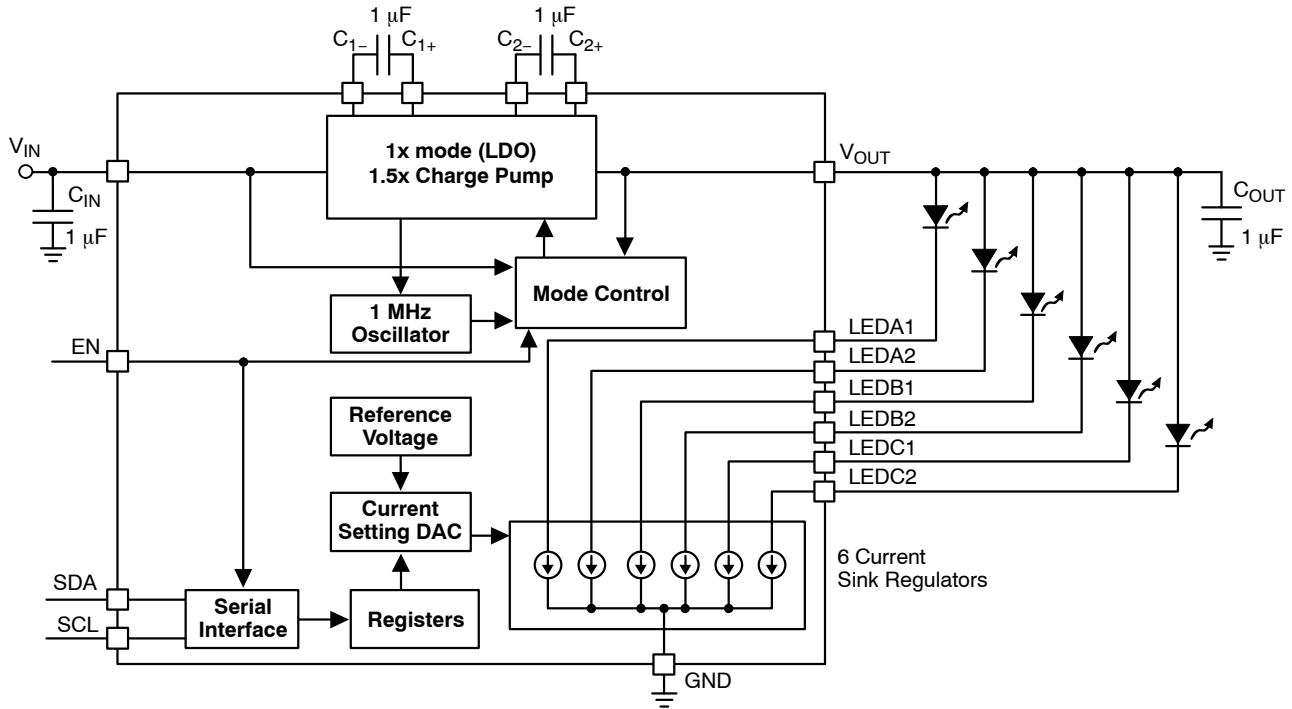 1 μF
1 μF
C1−
C1+
C2−
C2+
VIN
1x mode (LDO)
1.5x Charge Pump
VOUT
CIN
1 μF
COUT
1 μF
Mode Control
1 MHz
Oscillator
EN
LEDA1
LEDA2
LEDB1
LEDB2
LEDC1
LEDC2
Reference
Voltage
Current
Setting DAC
6 Current
Sink Regulators
SDA
SCL
Serial
Interface
Registers
GND